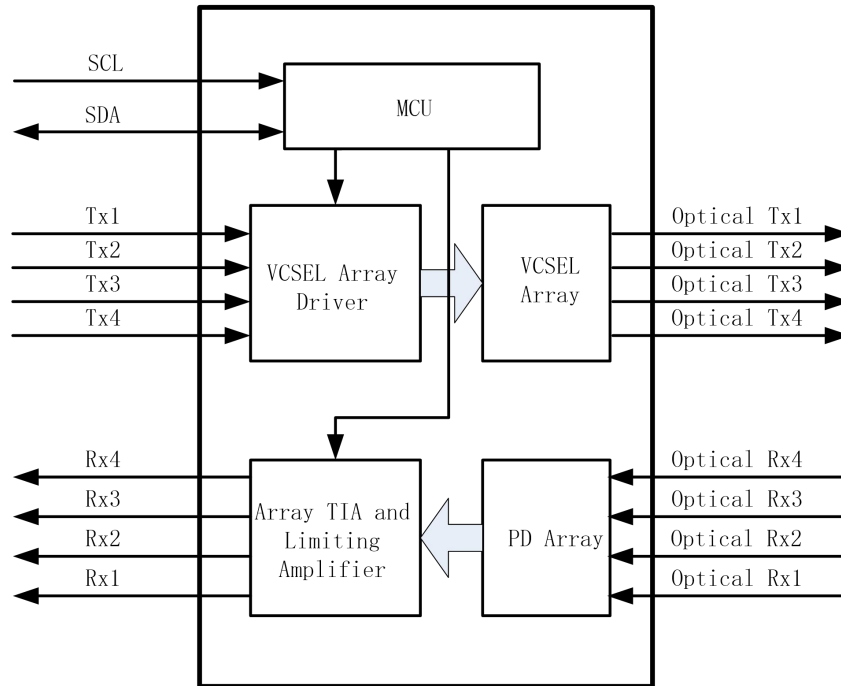 SCL
MCU
SDA
Tx1
Tx2
Tx3
Tx4
VCSEL Array
Driver
VCSEL
Array
Optical Tx1
Optical Tx2
Optical Tx3
Optical Tx4
Rx4
Rx3
Rx2
Rx1
Array TIA and
Limiting
Amplifier
PD Array
Optical Rx4
Optical Rx3
Optical Rx2
Optical Rx1